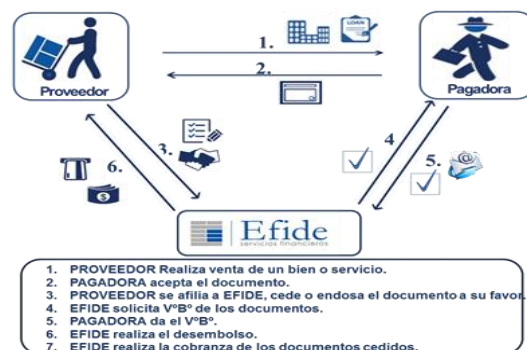 LOAN
1.
2.
Proveedor
Pagadora
3.
4
5.
6.
$
@
Efide
servicios financieros
1. PROVEEDOR Realiza venta de un bien o servicio.
2. PAGADORA acepta el documento.
3. PROVEEDOR se afilia a EFIDE, cede o endosa el documento a su favor.
4. EFIDE solicita VºBº de los documentos.
5. PAGADORA da el VºBº.
6. EFIDE realiza el desembolso.
7. EFIDE realiza la cobranza de los documentos cedidos.